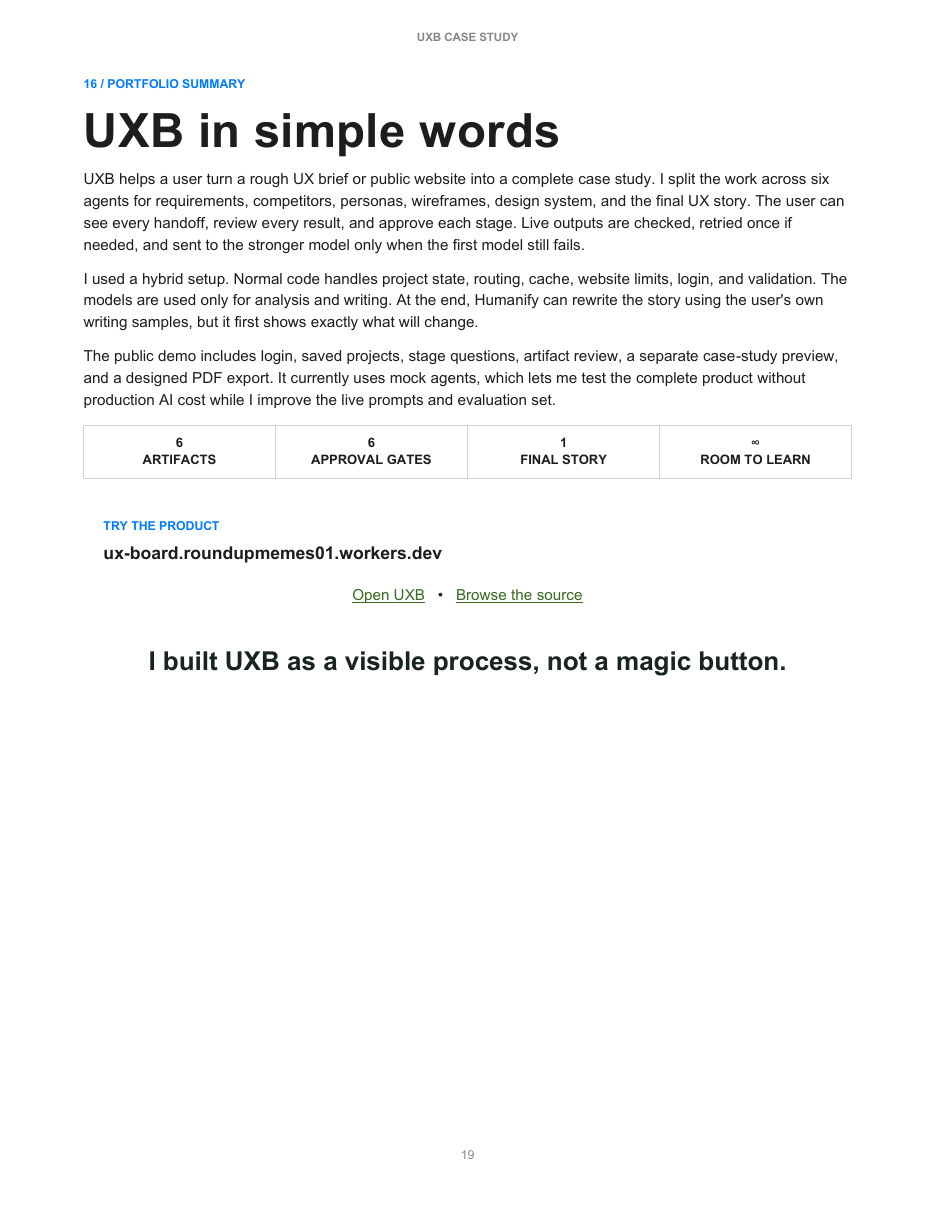 UXB CASE STUDY
16 / PORTFOLIO SUMMARY
UXB in simple words
UXB helps a user turn a rough UX brief or public website into a complete case study. I split the work across six
agents for requirements, competitors, personas, wireframes, design system, and the final UX story. The user can
see every handoff, review every result, and approve each stage. Live outputs are checked, retried once if
needed, and sent to the stronger model only when the first model still fails.
I used a hybrid setup. Normal code handles project state, routing, cache, website limits, login, and validation. The
models are used only for analysis and writing. At the end, Humanify can rewrite the story using the user's own
writing samples, but it first shows exactly what will change.
The public demo includes login, saved projects, stage questions, artifact review, a separate case-study preview,
and a designed PDF export. It currently uses mock agents, which lets me test the complete product without
production AI cost while I improve the live prompts and evaluation set.
6
ARTIFACTS
6
APPROVAL GATES
1
FINAL STORY
∞
ROOM TO LEARN
TRY THE PRODUCT
ux-board.roundupmemes01.workers.dev
Open UXB • Browse the source
I built UXB as a visible process, not a magic button.
19